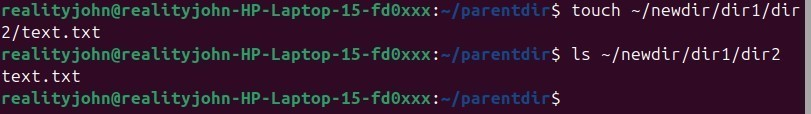 realityjohn@realityjohn-HP-Laptop-15-fd0xxx:~/parentdir$ touch ~/newdir/dir1/dir
2/text.txt
realityjohn@realityjohn-HP-Laptop-15-fd0xxx:~/parentdir$ ls ~/newdir/dir1/dir2
text.txt
realityjohn@realityjohn-HP-Laptop-15-fd0xxx:~/parentdir$